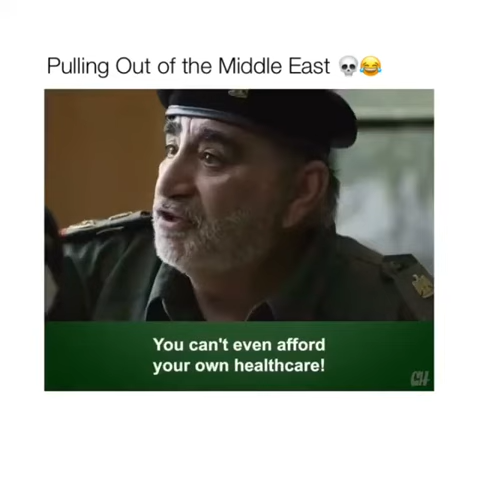 Pulling Out of the Middle East 💀😂
You can't even afford
your own healthcare!
CH